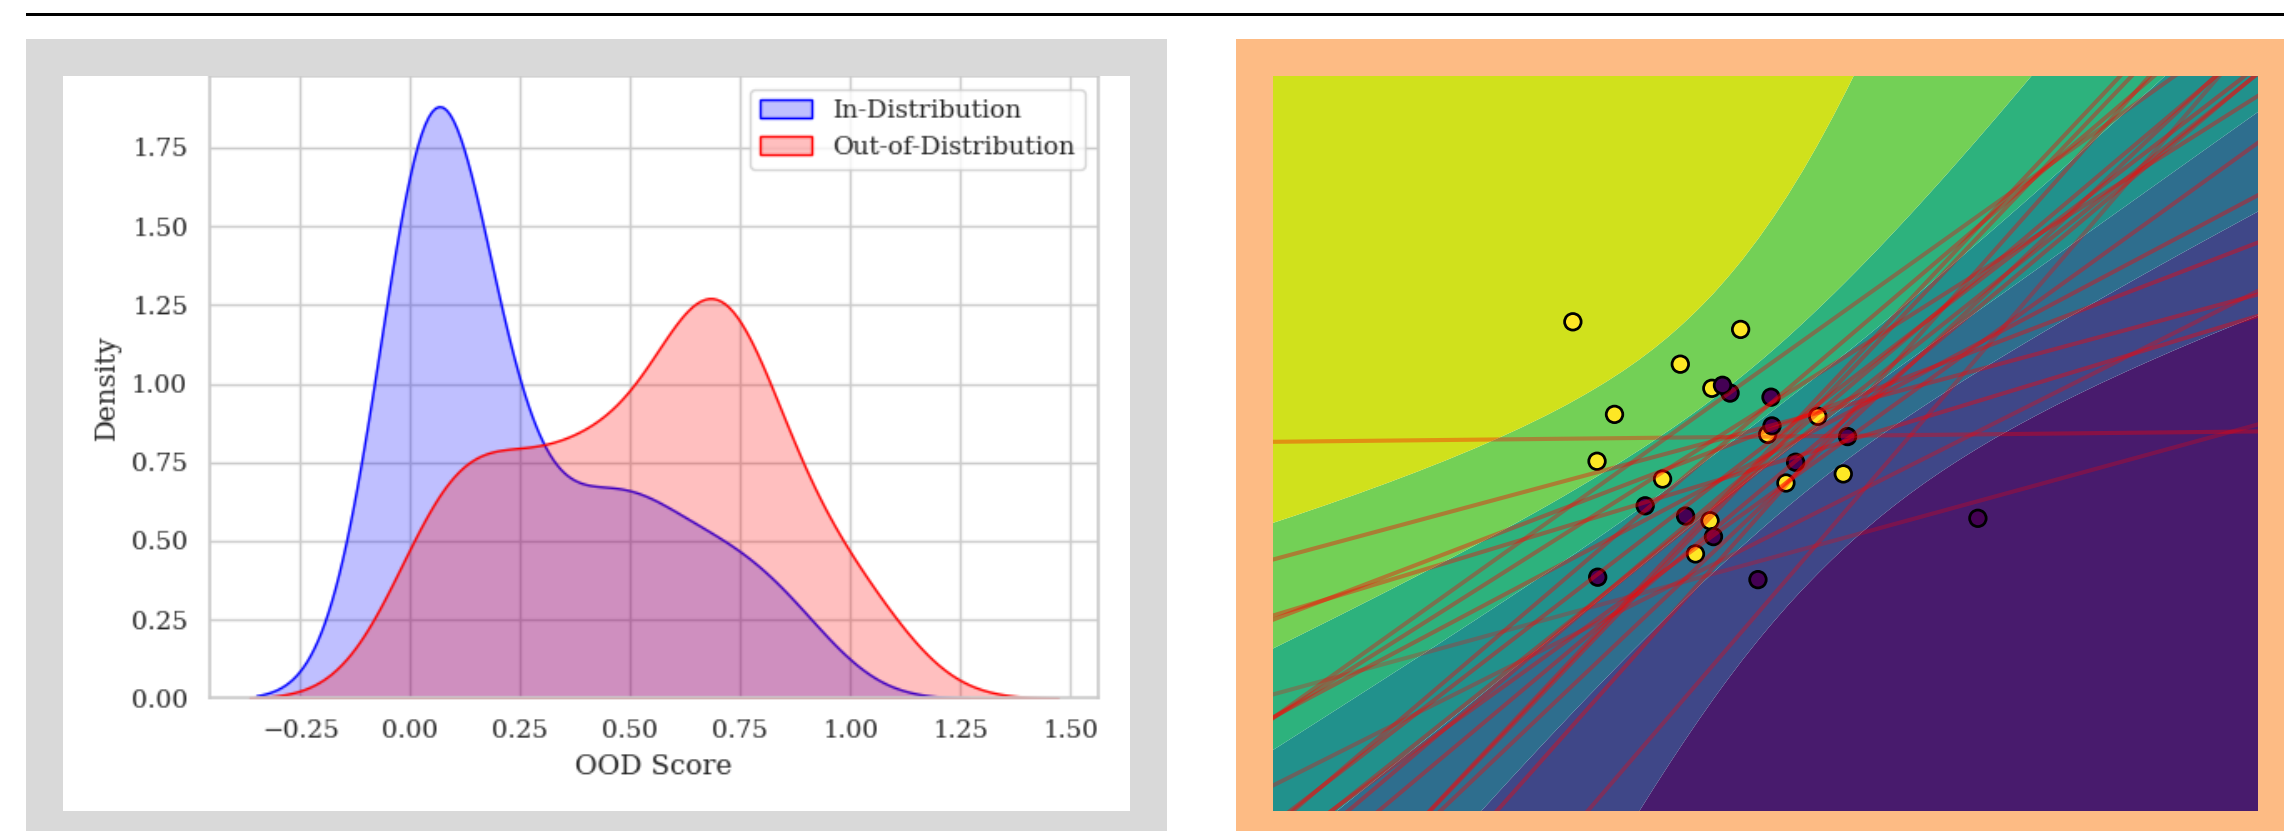 In-Distribution
Out-of-Distribution
1.75
1.50
1.25
1.00
0.75
0.50
0.25
0.00
Density
−0.25 0.00 0.25 0.50 0.75 1.00 1.25 1.50
OOD Score